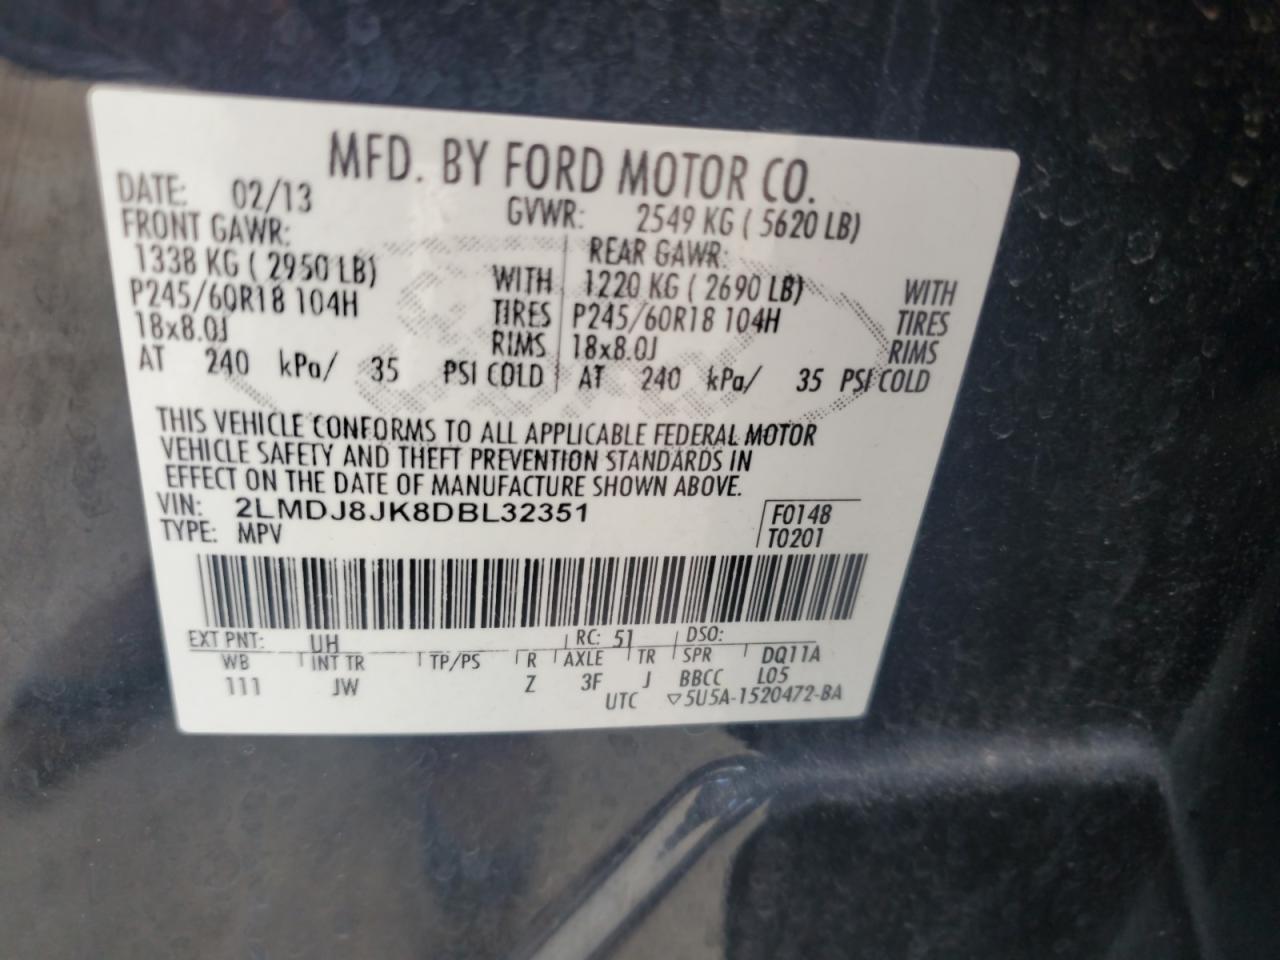 MFD. BY FORD MOTOR CO.
DATE: 02/13 GVWR: 2549 KG ( 5620 LB)
FRONT GAWR: REAR GAWR:
1338 KG ( 2950 LB) WITH 1220 KG ( 2690 LB) WITH
P245/60R18 104H TIRES P245/60R18 104H TIRES
18x8.0J RIMS 18x8.0J RIMS
AT 240 kPa/ 35 PSI COLD AT 240 kPa/ 35 PSI COLD
THIS VEHICLE CONFORMS TO ALL APPLICABLE FEDERAL MOTOR
VEHICLE SAFETY AND THEFT PREVENTION STANDARDS IN
EFFECT ON THE DATE OF MANUFACTURE SHOWN ABOVE.
VIN: 2LMDJ8JK8DBL32351 F0148
TYPE: MPV T0201
EXT PNT: UH RC: 51 DSO:
WB INT TR TP/PS R AXLE TR SPR DQ11A
111 JW Z 3F J BBCC L05
UTC ▽5U5A-1520472-BA